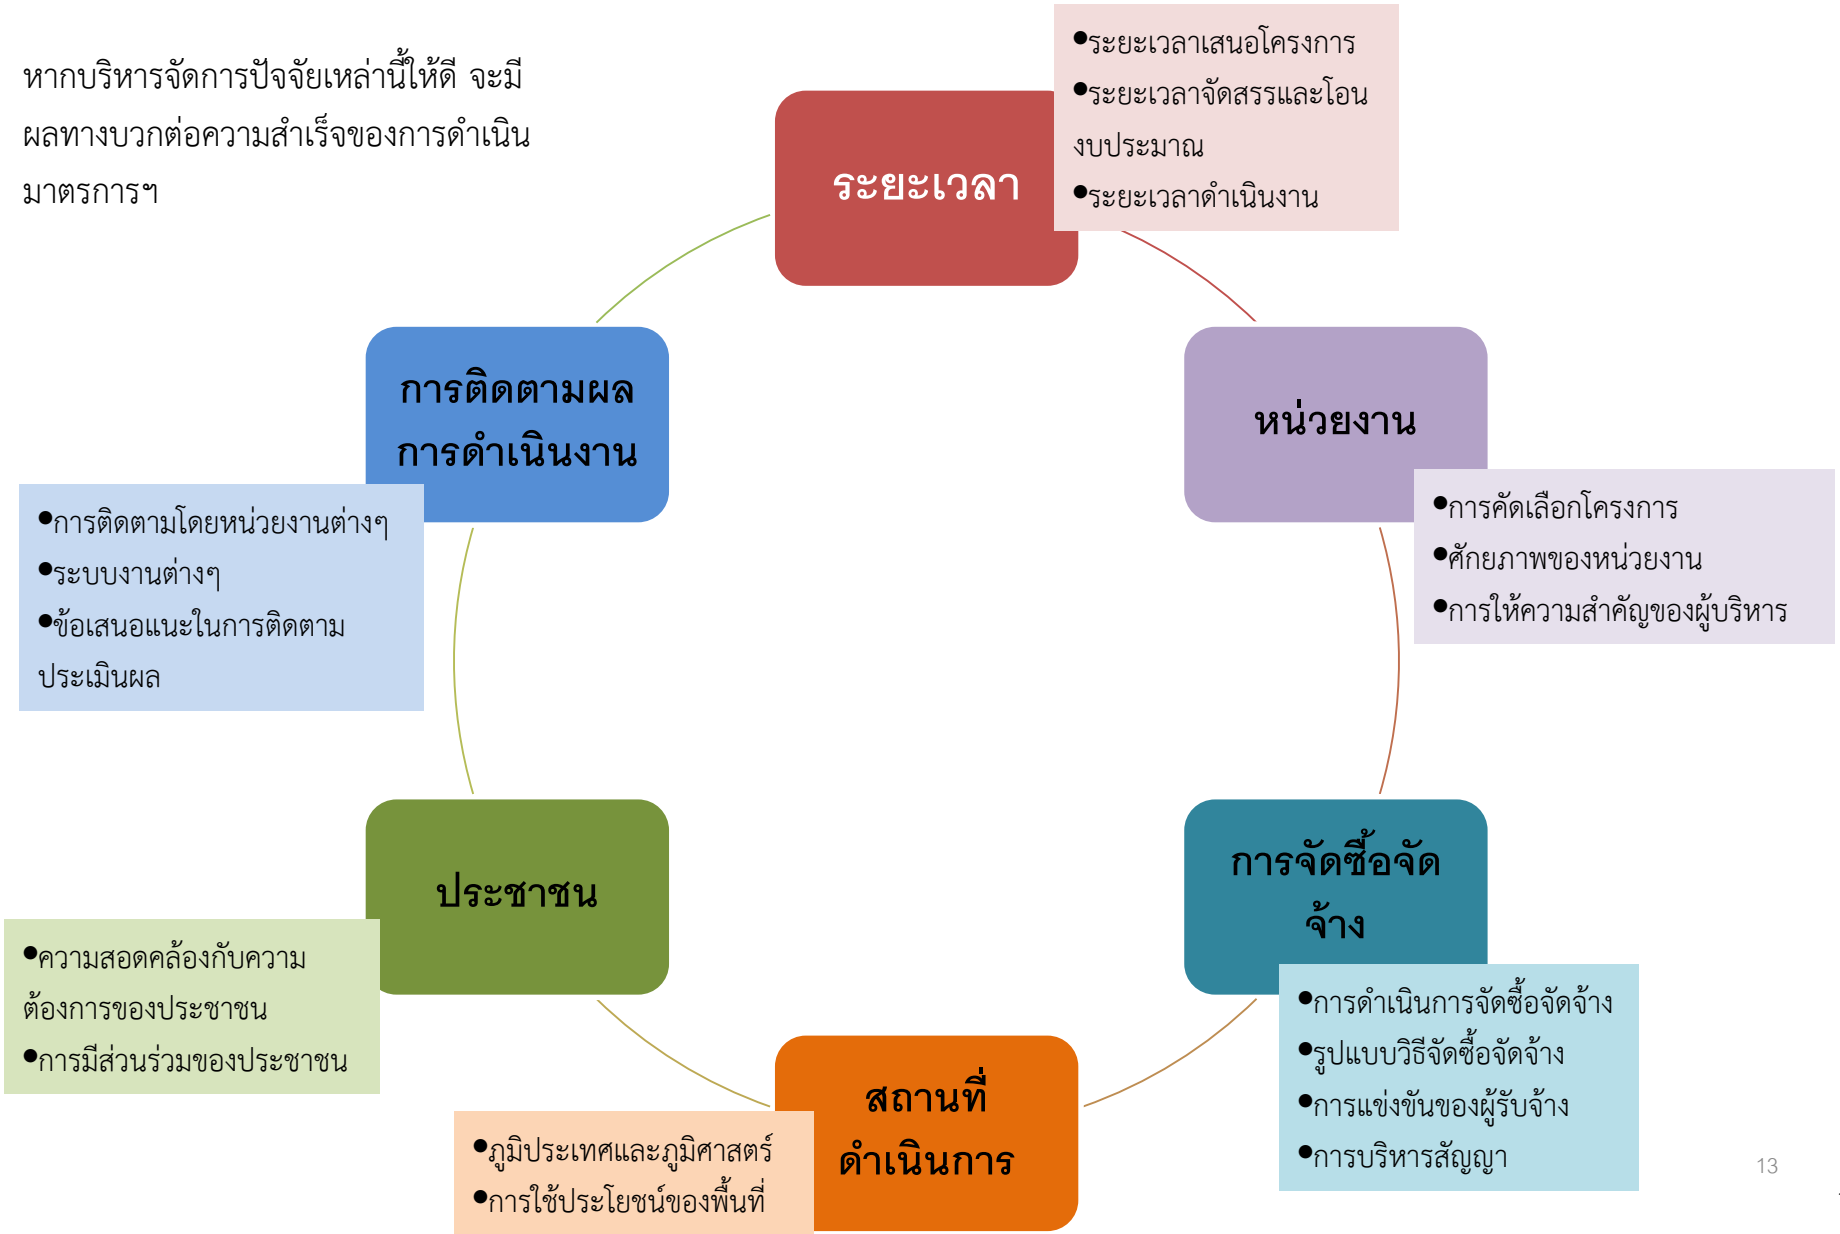 หากบริหารจัดการปัจจัยเหล่านี้ให้ดี จะมี
ผลทางบวกต่อความสำเร็จของการดำเนิน
มาตรการฯ
ระยะเวลา
•ระยะเวลาเสนอโครงการ
•ระยะเวลาจัดสรรและโอน
งบประมาณ
•ระยะเวลาดำเนินงาน
หน่วยงาน
•การคัดเลือกโครงการ
•ศักยภาพของหน่วยงาน
•การให้ความสำคัญของผู้บริหาร
การจัดซื้อจัด
จ้าง
•การดำเนินการจัดซื้อจัดจ้าง
•รูปแบบวิธีจัดซื้อจัดจ้าง
•การแข่งขันของผู้รับจ้าง
•การบริหารสัญญา
สถานที่
ดำเนินการ
•ภูมิประเทศและภูมิศาสตร์
•การใช้ประโยชน์ของพื้นที่
ประชาชน
•ความสอดคล้องกับความ
ต้องการของประชาชน
•การมีส่วนร่วมของประชาชน
การติดตามผล
การดำเนินงาน
•การติดตามโดยหน่วยงานต่างๆ
•ระบบงานต่างๆ
•ข้อเสนอแนะในการติดตาม
ประเมินผล
13